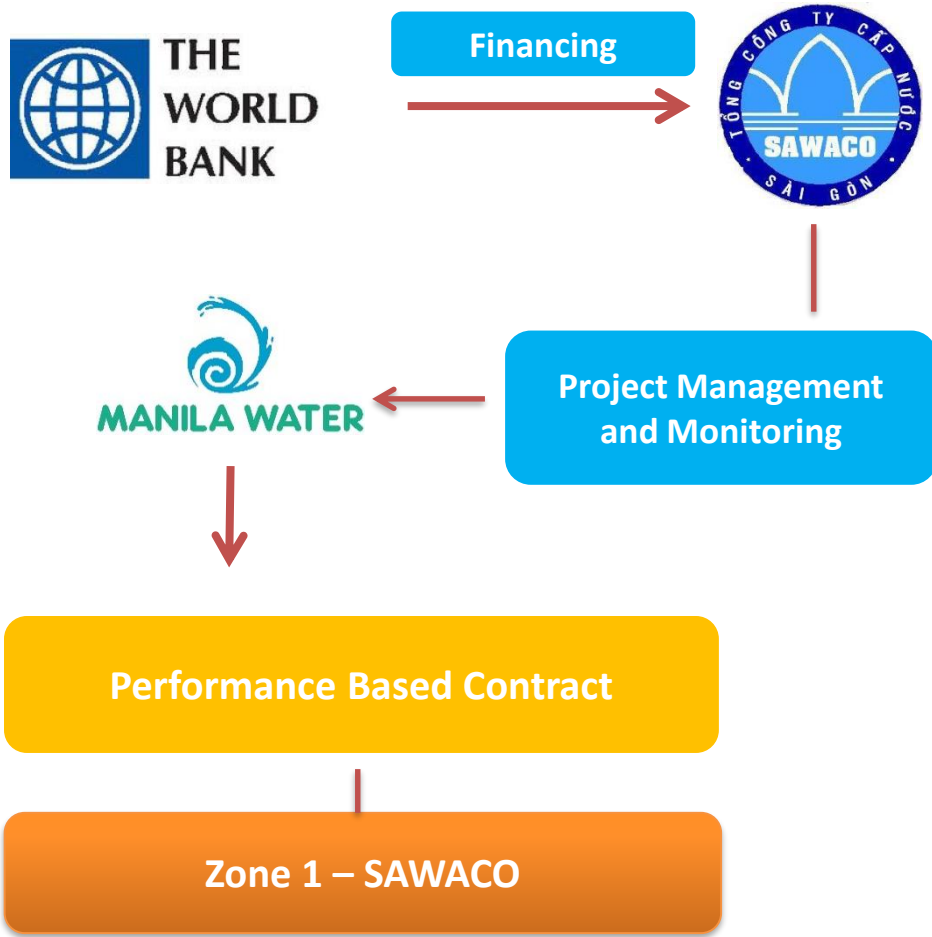 THE
WORLD
BANK
Financing
TỔNG CÔNG TY CẤP NƯỚC
SAWACO
SÀI GÒN
MANILA WATER
Project Management
and Monitoring
Performance Based Contract
Zone 1 – SAWACO